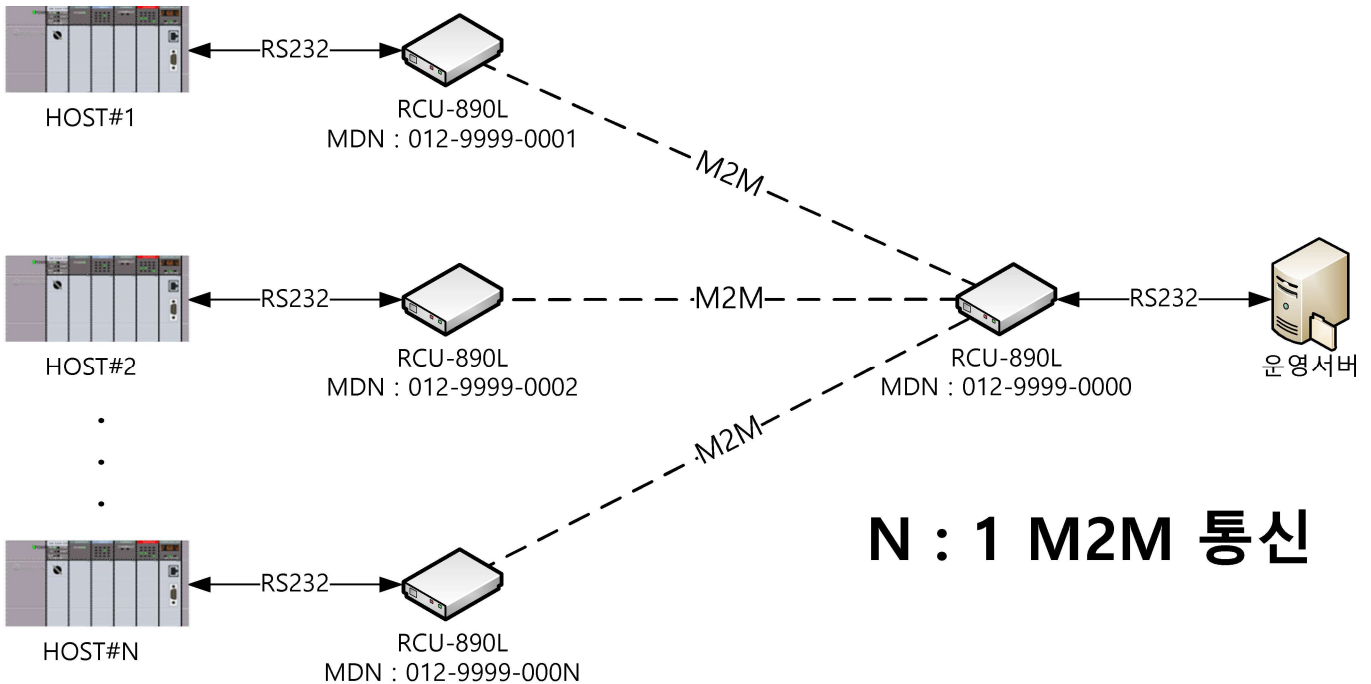 RS232
HOST#1
RCU-890L
MDN : 012-9999-0001
M2M
RS232
HOST#2
RCU-890L
MDN : 012-9999-0002
M2M
RCU-890L
MDN : 012-9999-0000
RS232
운영서버
M2M
N : 1 M2M 통신
RS232
HOST#N
RCU-890L
MDN : 012-9999-000N